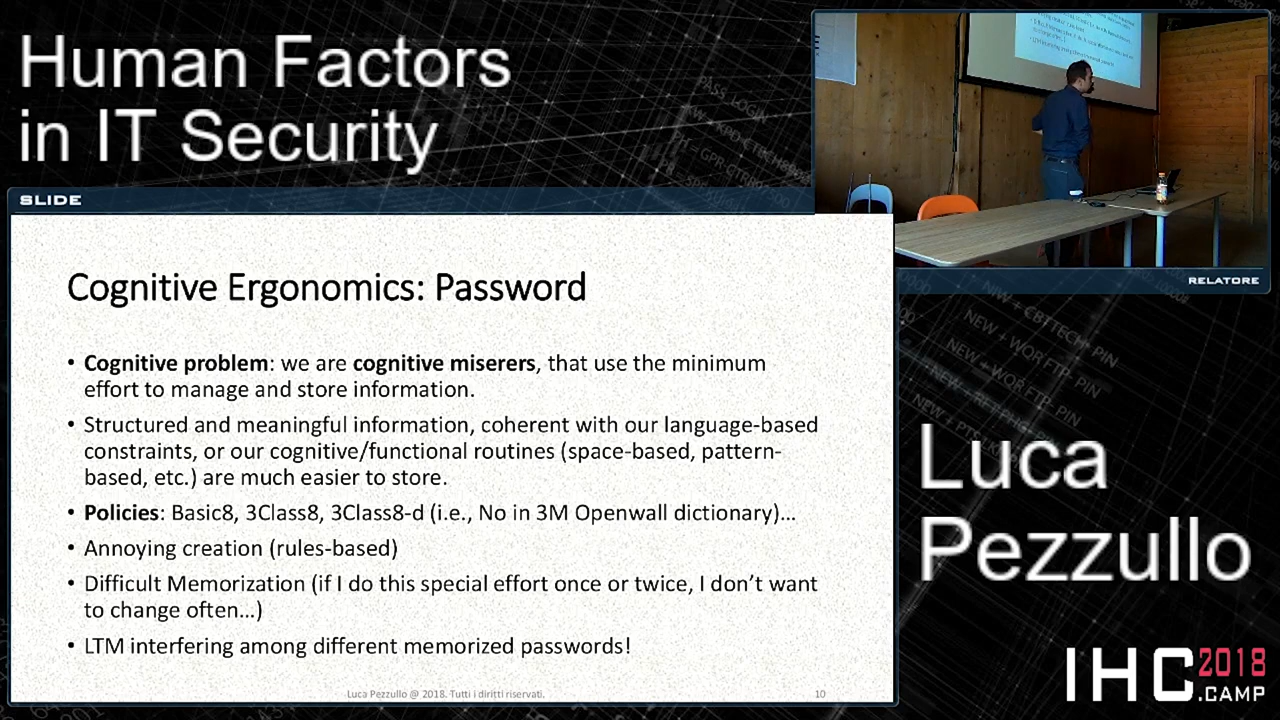 Human Factors
in IT Security
SLIDE
Cognitive Ergonomics: Password
• Cognitive problem: we are cognitive miserers, that use the minimum
effort to manage and store information.
• Structured and meaningful information, coherent with our language-based
constraints, or our cognitive/functional routines (space-based, pattern-
based, etc.) are much easier to store.
• Policies: Basic8, 3Class8, 3Class8-d (i.e., No in 3M Openwall dictionary)…
• Annoying creation (rules-based)
• Difficult Memorization (if I do this special effort once or twice, I don’t want
to change often…)
• LTM interfering among different memorized passwords!
Luca Pezzullo @ 2018. Tutti i diritti riservati.
10
RELATORE
Luca
Pezzullo
IHC 2018
.CAMP